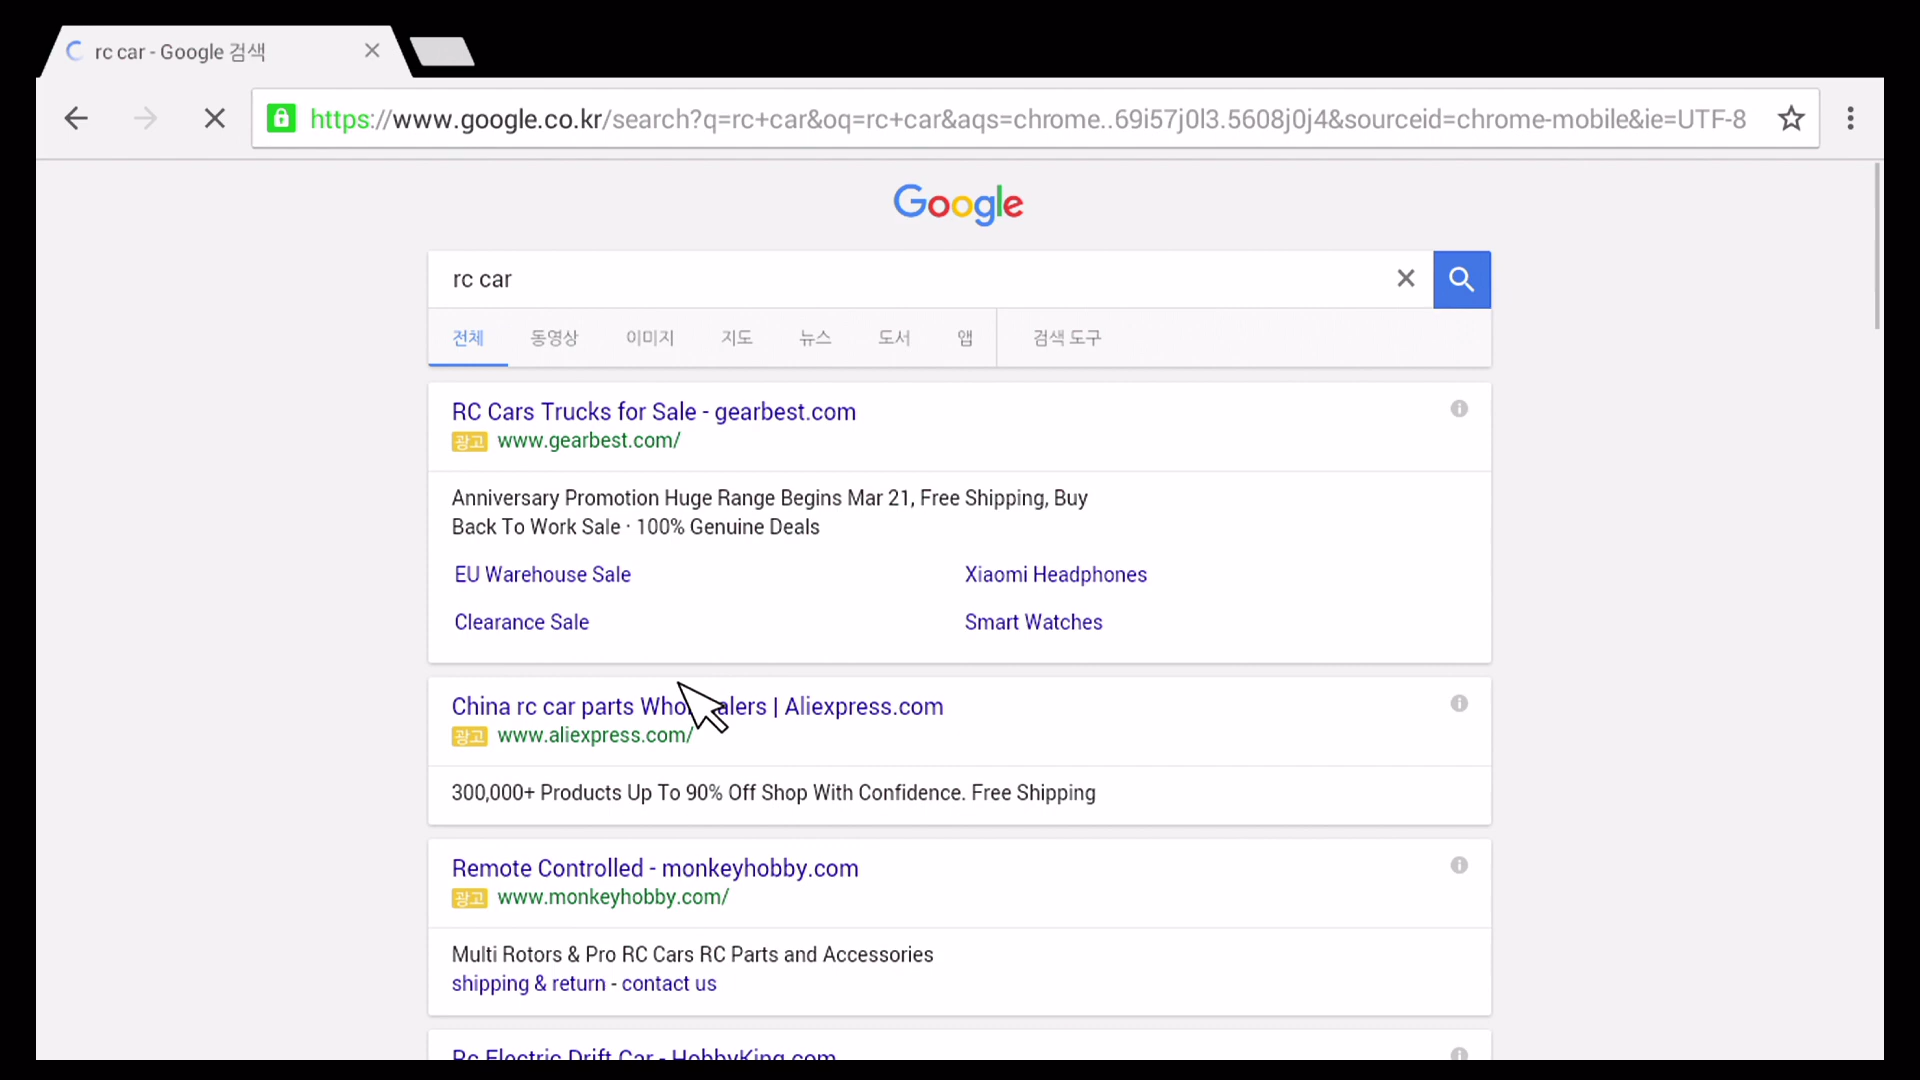 rc car - Google 검색
https://www.google.co.kr/search?q=rc+car&oq=rc+car&aqs=chrome..69i57j0l3.5608j0j4&sourceid=chrome-mobile&ie=UTF-8
Google
rc car
전체 동영상 이미지 지도 뉴스 도서 앱 검색 도구
RC Cars Trucks for Sale - gearbest.com
광고 www.gearbest.com/
Anniversary Promotion Huge Range Begins Mar 21, Free Shipping, Buy
Back To Work Sale · 100% Genuine Deals
EU Warehouse Sale Xiaomi Headphones
Clearance Sale Smart Watches
China rc car parts | Aliexpress.com
광고 www.aliexpress.com/
300,000+ Products Up To 90% Off Shop With Confidence. Free Shipping
Remote Controlled - monkeyhobby.com
광고 www.monkeyhobby.com/
Multi Rotors & Pro RC Cars RC Parts and Accessories
shipping & return - contact us
Rc Electric Drift Car - HobbyKing.com